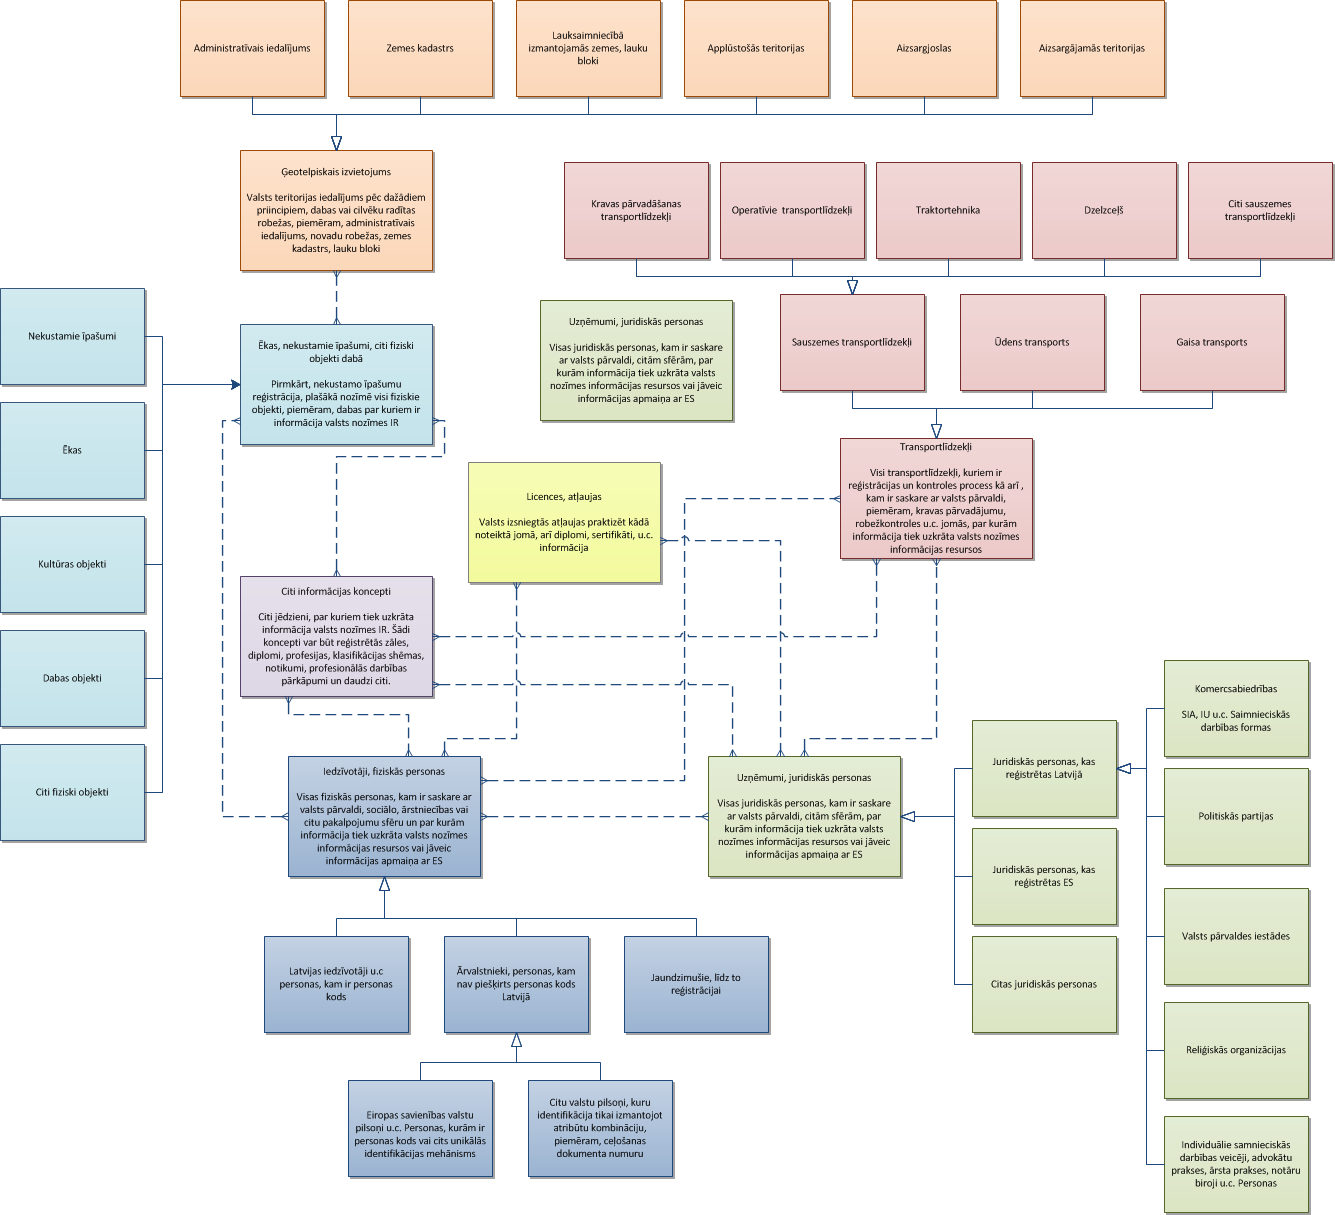 Administratīvais iedalījums
Zemes kadastrs
Lauksaimniecībā
izmantojamās zemes, lauku
bloki
Applūstošās teritorijas
Aizsargjoslas
Aizsargājamās teritorijas
Ģeotelpiskais izvietojums
Valsts teritorijas iedalījums pēc dažādiem
priincipiem, dabas vai cilvēku radītas
robežas, piemēram, administratīvais
iedalījums, novadu robežas, zemes
kadastrs, lauku bloki
Kravas pārvadāšanas
transportlīdzekļi
Operatīvie transportlīdzekļi
Traktortehnika
Dzelzceļš
Citi sauszemes
transportlīdzekļi
Nekustamie īpašumi
Ēkas
Kultūras objekti
Dabas objekti
Citi fiziski objekti
Ēkas, nekustamie īpašumi, citi fiziski
objekti dabā
Pirmkārt, nekustamo īpašumu
reģistrācija, plašākā nozīmē visi fiziskie
objekti, piemēram, dabas par kuriem ir
informācija valsts nozīmes IR
Uzņēmumi, juridiskās personas
Visas juridiskās personas, kam ir saskare
ar valsts pārvaldi, citām sfērām, par
kurām informācija tiek uzkrāta valsts
nozīmes informācijas resursos vai jāveic
informācijas apmaiņa ar ES
Sauszemes transportlīdzekļi
Ūdens transports
Gaisa transports
Transportlīdzekļi
Visi transportlīdzekļi, kuriem ir
reģistrācijas un kontroles process kā arī ,
kam ir saskare ar valsts pārvaldi,
piemēram, kravas pārvadājumu,
robežkontroles u.c. jomās, par kurām
informācija tiek uzkrāta valsts nozīmes
informācijas resursos
Licences, atļaujas
Valsts izsniegtās atļaujas praktizēt kādā
noteiktā jomā, arī diplomi, sertifikāti, u.c.
informācija
Citi informācijas koncepti
Citi jēdzieni, par kuriem tiek uzkrāta
informācija valsts nozīmes IR. Šādi
koncepti var būt reģistrētās zāles,
diplomi, profesijas, klasifikācijas shēmas,
notikumi, profesionālās darbības
pārkāpumi un daudzi citi.
Iedzīvotāji, fiziskās personas
Visas fiziskās personas, kam ir saskare ar
valsts pārvaldi, sociālo, ārstniecības vai
citu pakalpojumu sfēru un par kurām
informācija tiek uzkrāta valsts nozīmes
informācijas resursos vai jāveic
informācijas apmaiņa ar ES
Uzņēmumi, juridiskās personas
Visas juridiskās personas, kam ir saskare
ar valsts pārvaldi, citām sfērām, par
kurām informācija tiek uzkrāta valsts
nozīmes informācijas resursos vai jāveic
informācijas apmaiņa ar ES
Juridiskās personas, kas
reģistrētas Latvijā
Juridiskās personas, kas
reģistrētas ES
Citas juridiskās personas
Komercsabiedrības
SIA, IU u.c. Saimnieciskās
darbības formas
Politiskās partijas
Valsts pārvaldes iestādes
Reliģiskās organizācijas
Individuālie samnieciskās
darbības veicēji, advokātu
prakses, ārsta prakses, notāru
biroji u.c. Personas
Latvijas iedzīvotāji u.c
personas, kam ir personas
kods
Ārvalstnieki, personas, kam
nav piešķirts personas kods
Latvijā
Jaundzimušie, līdz to
reģistrācijai
Eiropas savienības valstu
pilsoņi u.c. Personas, kurām ir
personas kods vai cits unikālās
identifikācijas mehānisms
Citu valstu pilsoņi, kuru
identifikācija tikai izmantojot
atribūtu kombināciju,
piemēram, ceļošanas
dokumenta numuru